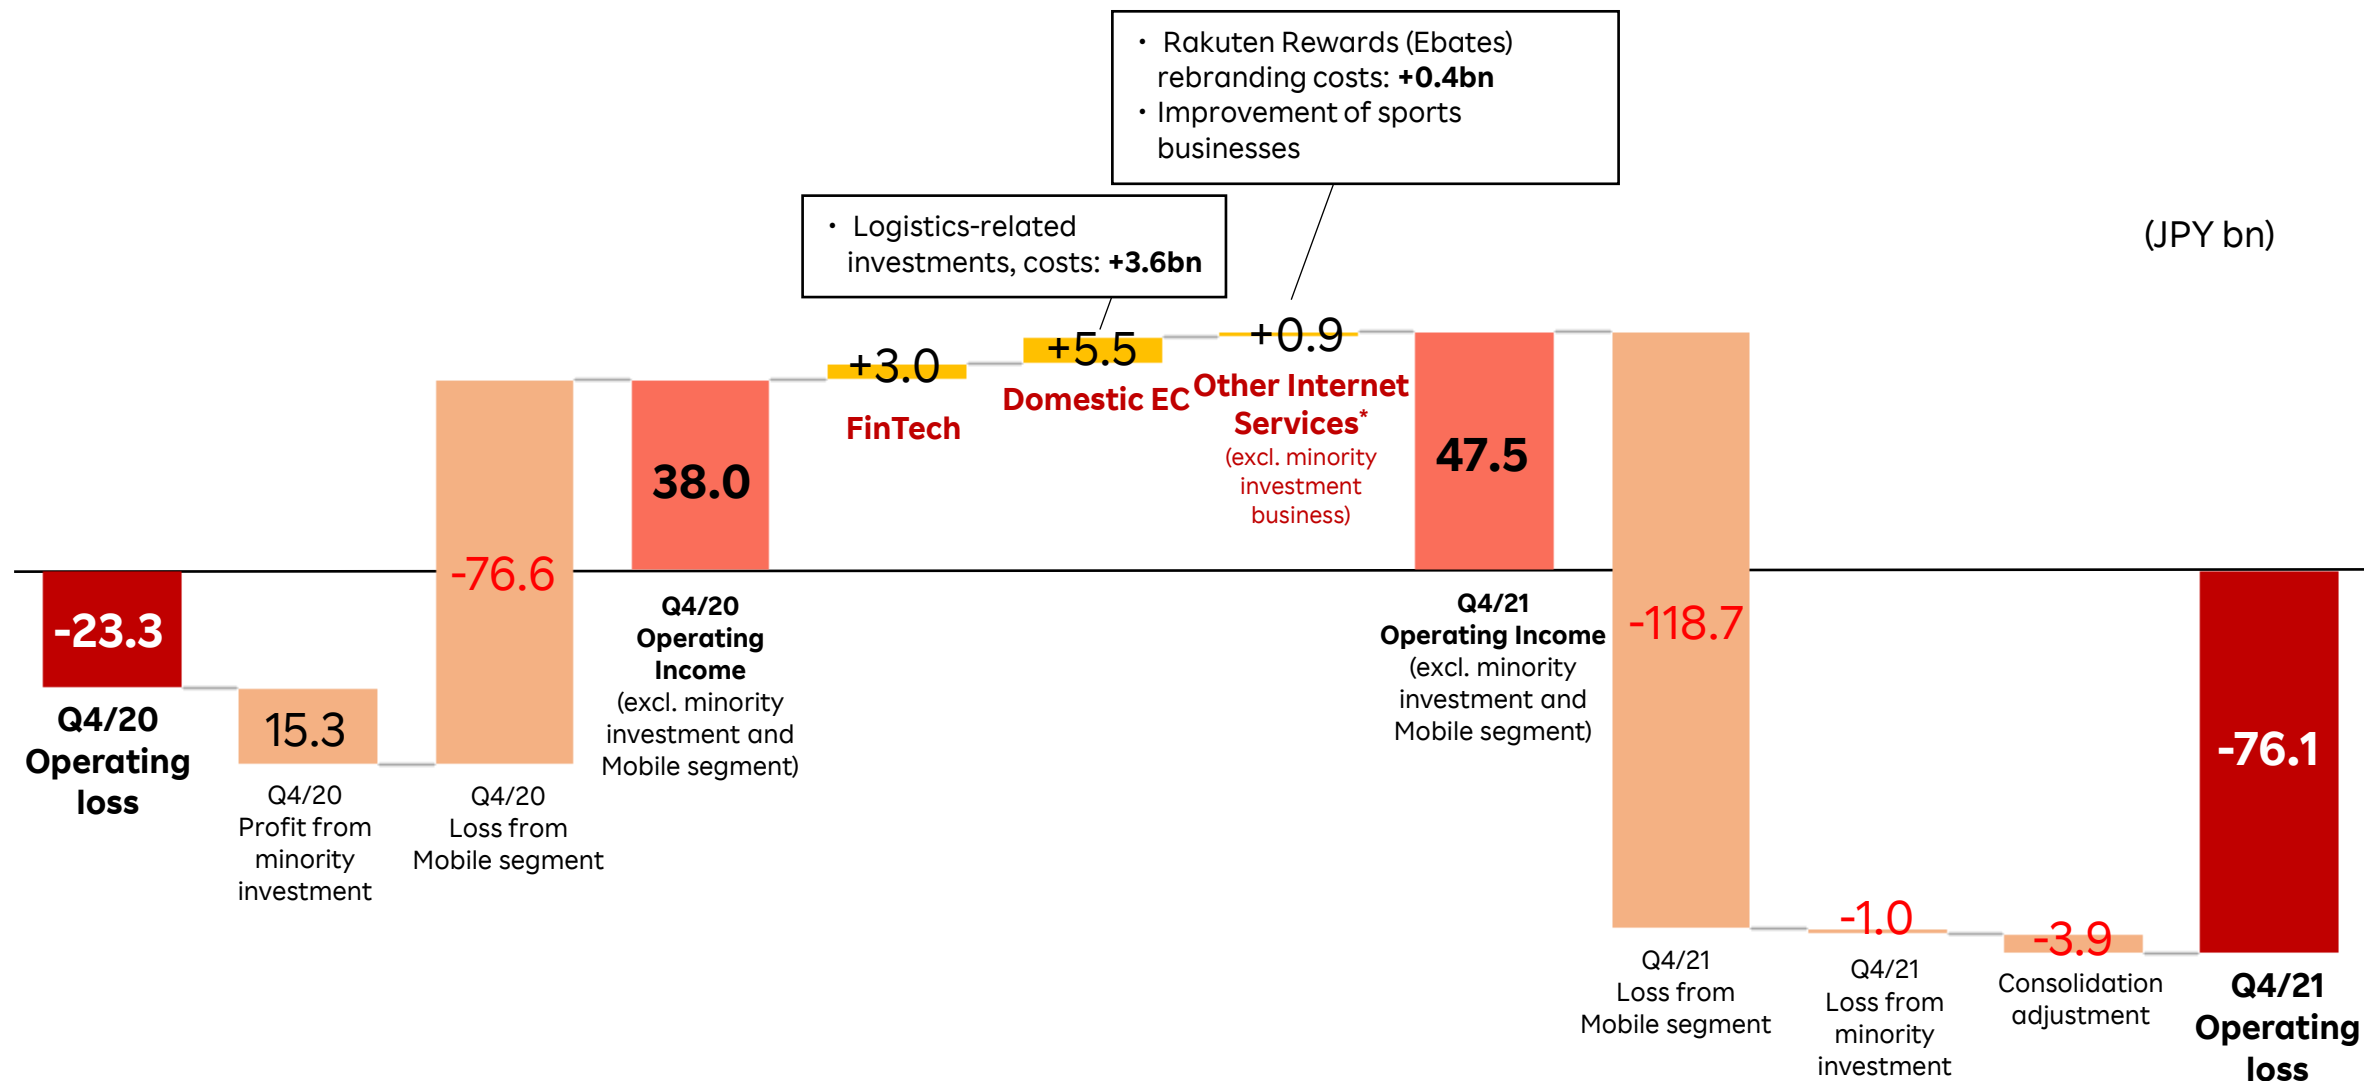 ・ Rakuten Rewards (Ebates)
rebranding costs: +0.4bn
・Improvement of sports
businesses
・ Logistics-related
investments, costs: +3.6bn
(JPY bn)
-23.3
Q4/20
Operating
loss
15.3
Q4/20
Profit from
minority
investment
-76.6
Q4/20
Loss from
Mobile segment
38.0
Q4/20
Operating
Income
(excl. minority
investment and
Mobile segment)
+3.0
FinTech
+5.5
Domestic EC
+0.9
Other Internet
Services*
(excl. minority
investment
business)
47.5
Q4/21
Operating Income
(excl. minority
investment and
Mobile segment)
-118.7
Q4/21
Loss from
Mobile segment
-1.0
Q4/21
Loss from
minority
investment
-3.9
Consolidation
adjustment
-76.1
Q4/21
Operating
loss